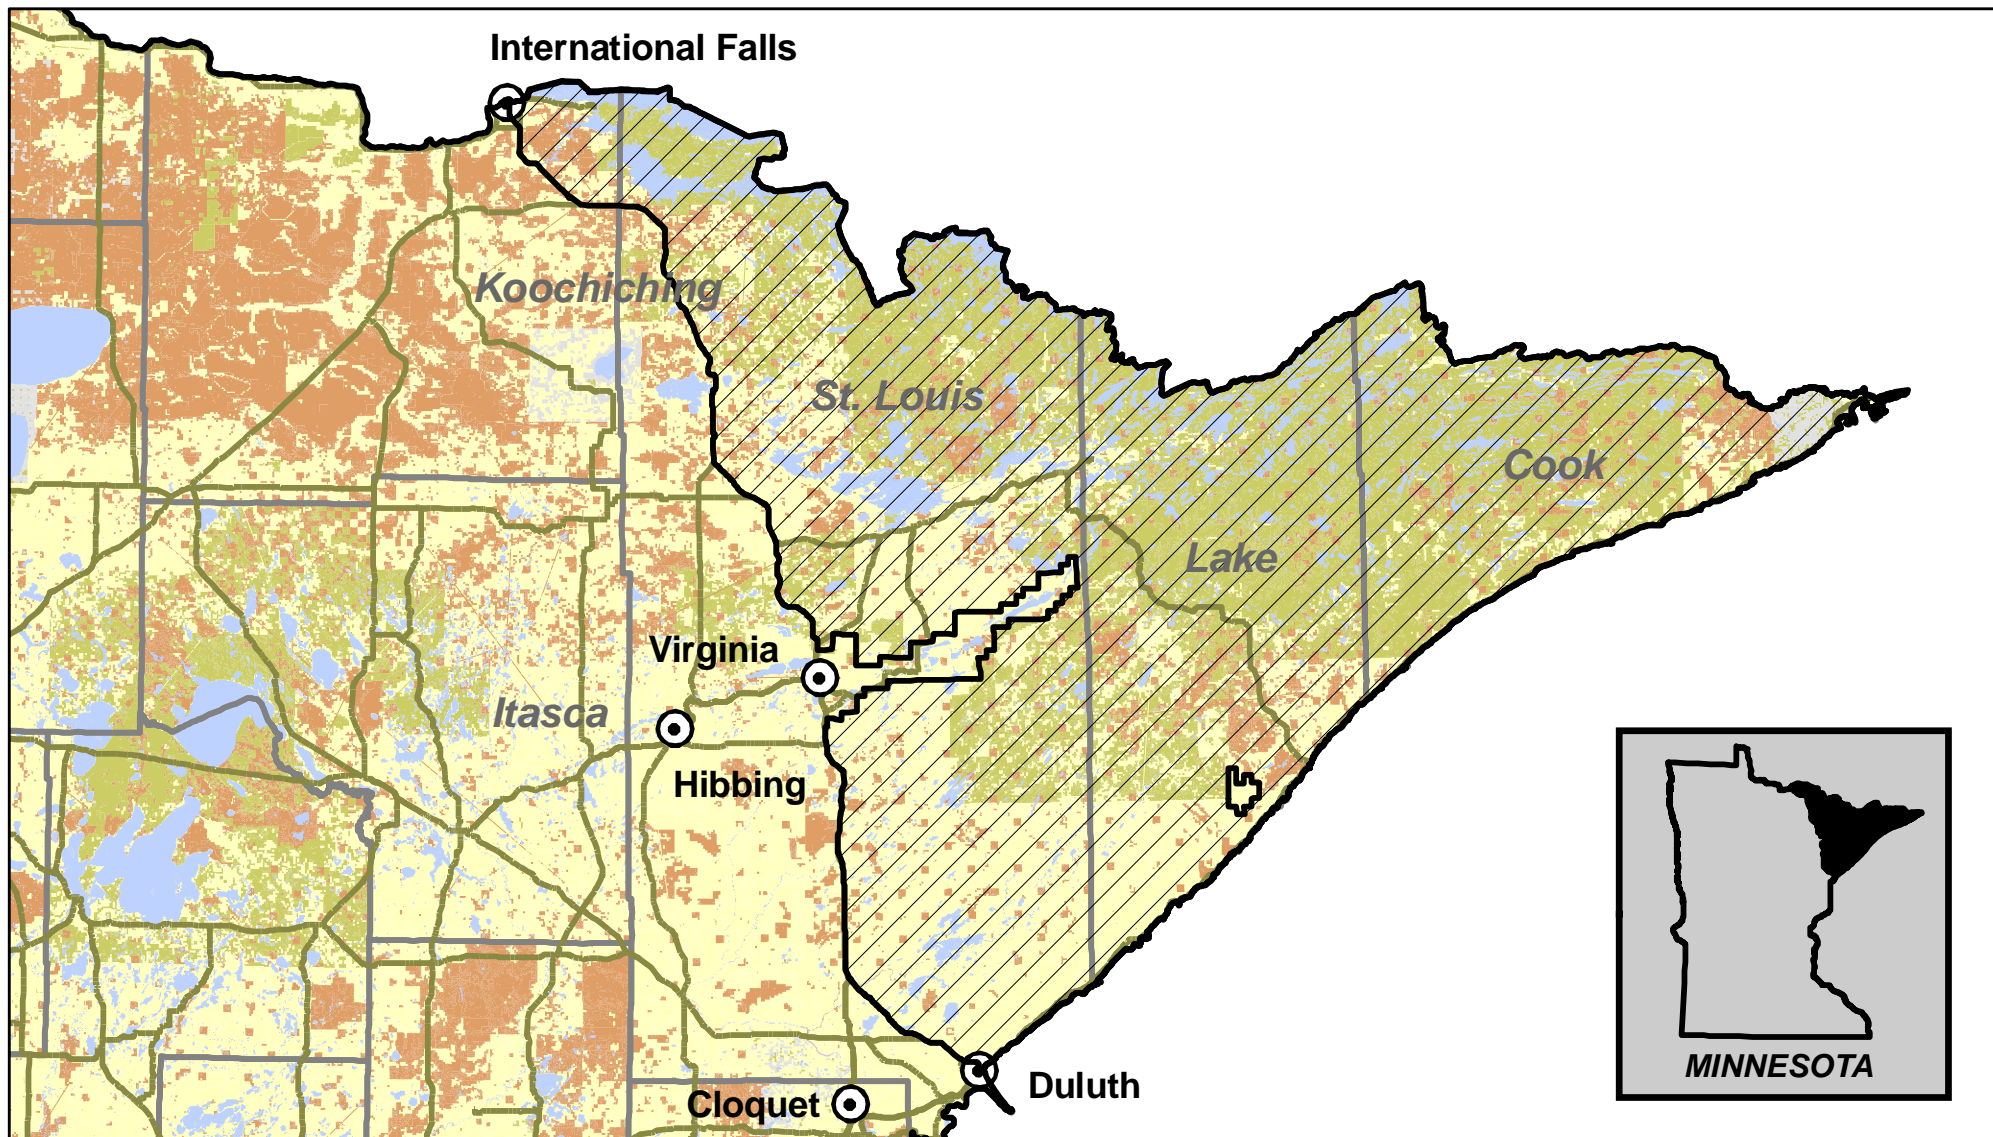 International Falls
Koochiching
St. Louis
Cook
Lake
Virginia
Itasca
Hibbing
MINNESOTA
Duluth
Cloquet